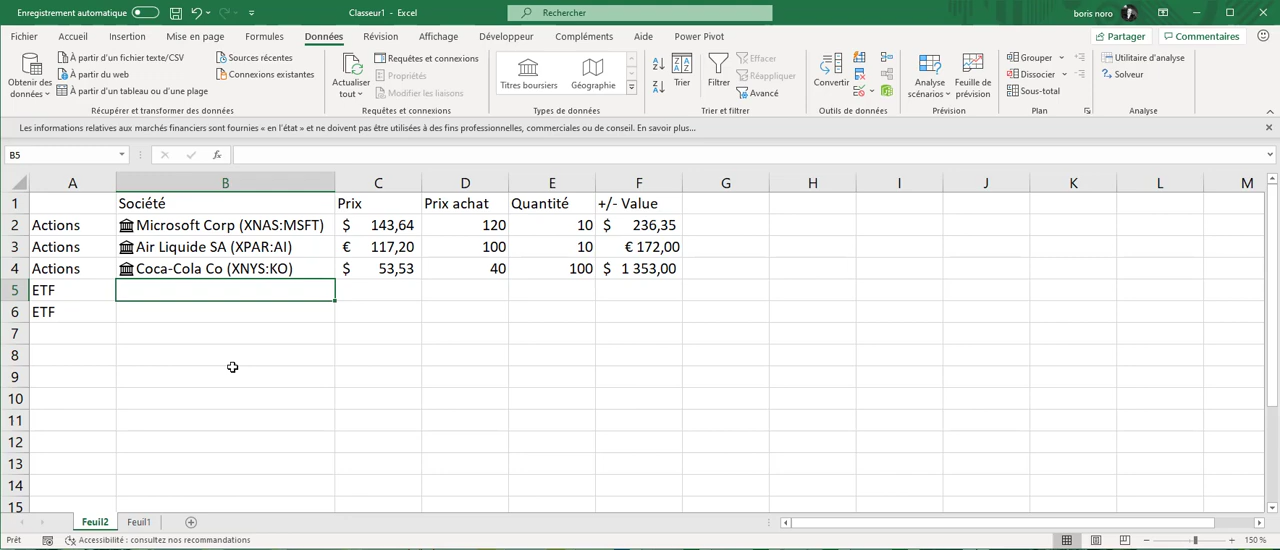 Enregistrement automatique Classeur1 - Excel Rechercher boris noro
Fichier Accueil Insertion Mise en page Formules Données Révision Affichage Développeur Compléments Aide Power Pivot Partager Commentaires
Obtenir des données
À partir d'un fichier texte/CSV
À partir du web
À partir d'un tableau ou d'une plage
Sources récentes
Connexions existantes
Récupérer et transformer des données
Actualiser tout
Requêtes et connexions
Propriétés
Modifier les liaisons
Requêtes et connexions
Titres boursiers
Géographie
Types de données
Trier
Filtrer
Effacer
Réappliquer
Avancé
Trier et filtrer
Convertir
Outils de données
Analyse scénarios
Feuille de prévision
Prévision
Grouper
Dissocier
Sous-total
Plan
Utilitaire d'analyse
Solveur
Analyse
Les informations relatives aux marchés financiers sont fournies « en l'état » et ne doivent pas être utilisées à des fins professionnelles, commerciales ou de conseil. En savoir plus...
B5 fx
A B C D E F G H I J K L M
1 Société Prix Prix achat Quantité +/- Value
2 Actions Microsoft Corp (XNAS:MSFT) $ 143,64 120 10 $ 236,35
3 Actions Air Liquide SA (XPAR:AI) € 117,20 100 10 € 172,00
4 Actions Coca-Cola Co (XNYS:KO) $ 53,53 40 100 $ 1 353,00
5 ETF
6 ETF
7
8
9
10
11
12
13
14
15
Feuil2 Feuil1
Prêt Accessibilité : consultez nos recommandations 150 %